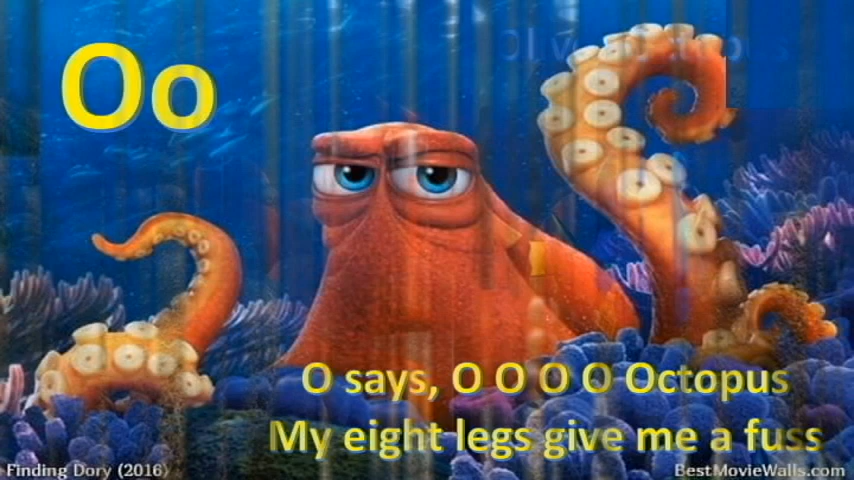 Oo
O says, O O O O Octopus
My eight legs give me a fuss
Finding Dory (2016)
BestMovieWalls.com